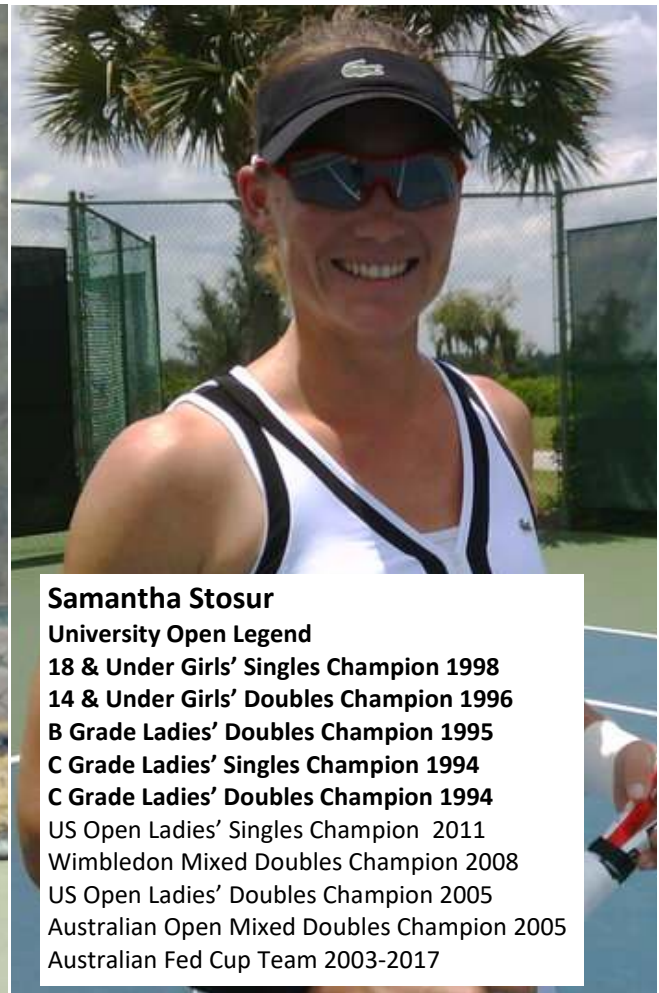 Samantha Stosur
University Open Legend
18 & Under Girls’ Singles Champion 1998
14 & Under Girls’ Doubles Champion 1996
B Grade Ladies’ Doubles Champion 1995
C Grade Ladies’ Singles Champion 1994
C Grade Ladies’ Doubles Champion 1994
US Open Ladies’ Singles Champion  2011
Wimbledon Mixed Doubles Champion 2008
US Open Ladies’ Doubles Champion 2005
Australian Open Mixed Doubles Champion 2005
Australian Fed Cup Team 2003-2017